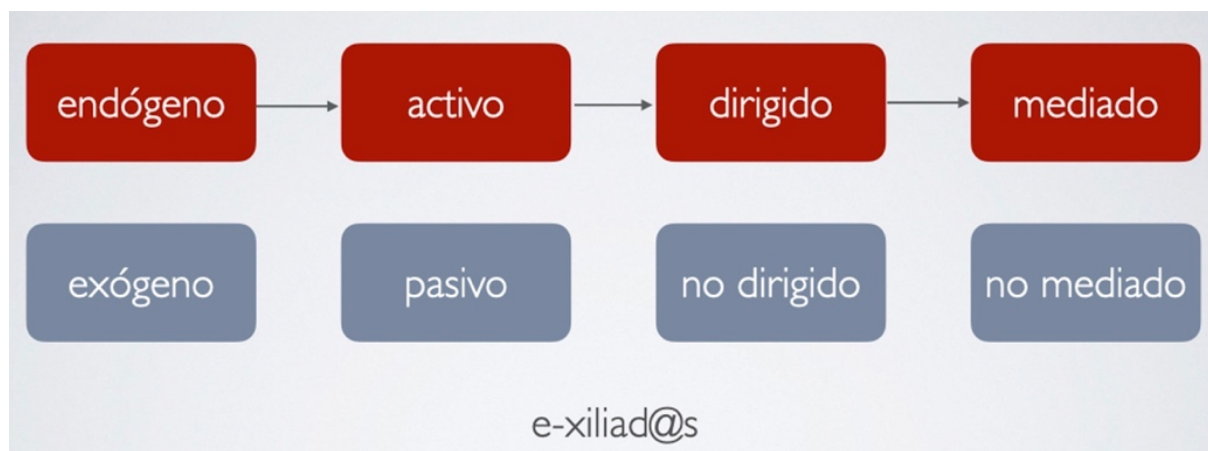 endógeno activo dirigido mediado
exógeno pasivo no dirigido no mediado
e-xiliad@s